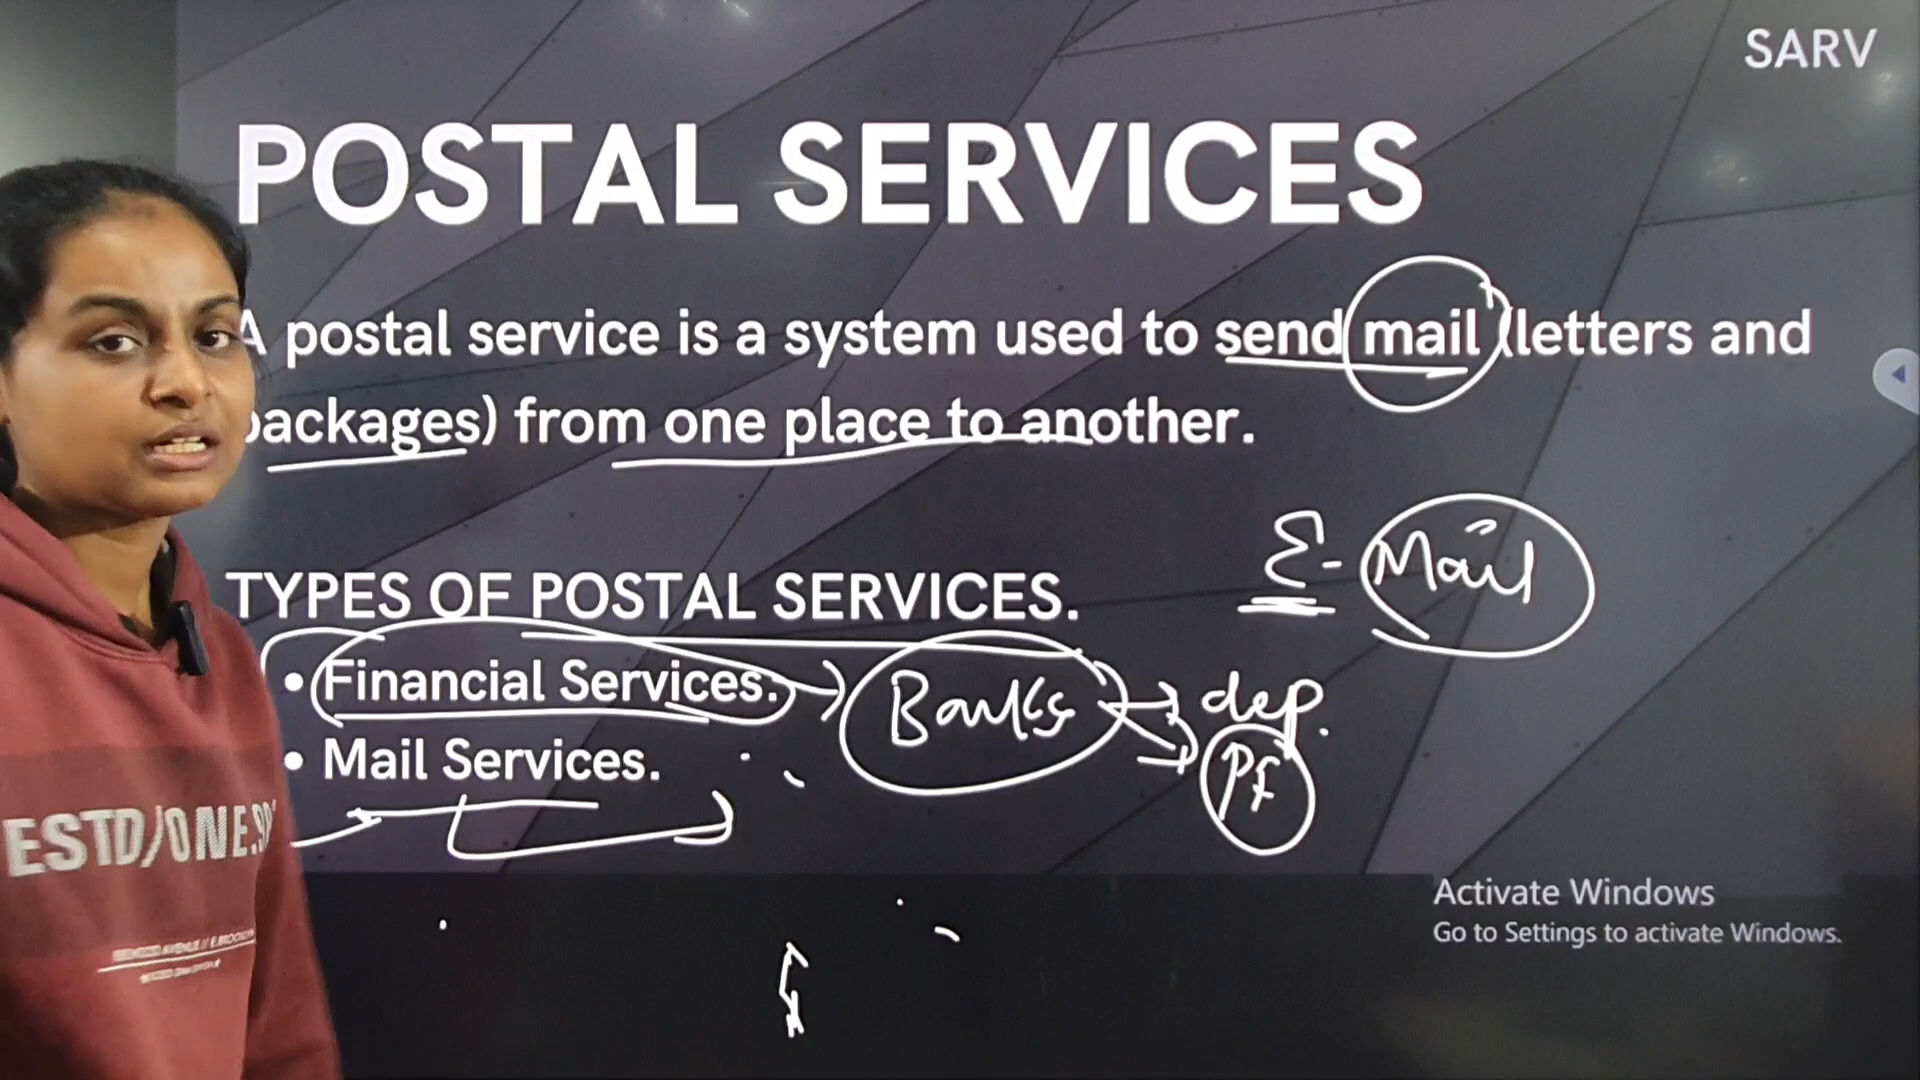 SARV
POSTAL SERVICES
A postal service is a system used to send mail (letters and
packages) from one place to another.
E-Mail
TYPES OF POSTAL SERVICES.
• Financial Services.
Banks
dep.
PF
• Mail Services.
ESTD/ONE.9
Activate Windows
Go to Settings to activate Windows.